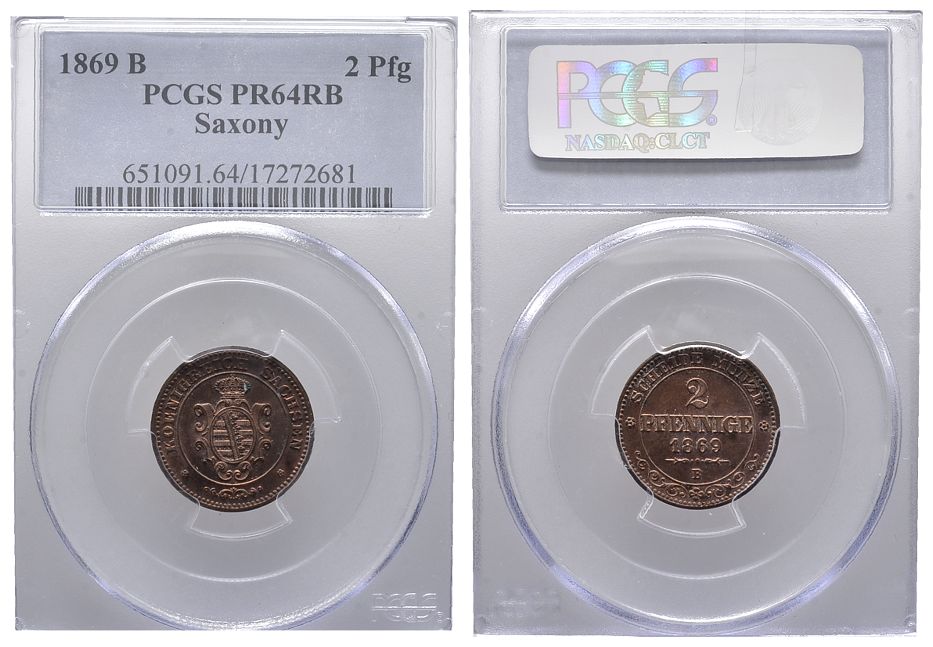 1869 B 2 Pfg
PCGS PR64RB
Saxony
651091.64/17272681
KOENIGREICH SACHSEN
PCGS
PCGS
NASDAQ:CLCT
SCHEIDE MÜNZE
2
PFENNIGE
1869
B